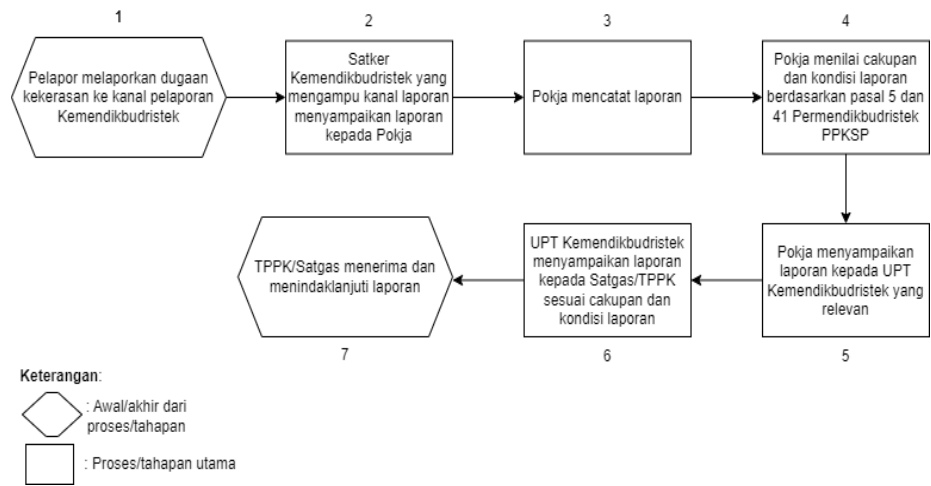 1
Pelapor melaporkan dugaan
kekerasan ke kanal pelaporan
Kemendikbudristek
2
Satker
Kemendikbudristek yang
mengampu kanal laporan
menyampaikan laporan
kepada Pokja
3
Pokja mencatat laporan
4
Pokja menilai cakupan
dan kondisi laporan
berdasarkan pasal 5 dan
41 Permendikbudristek
PPKSP
Pokja menyampaikan
laporan kepada UPT
Kemendikbudristek yang
relevan
5
UPT Kemendikbudristek
menyampaikan laporan
kepada Satgas/TPPK
sesuai cakupan dan
kondisi laporan
6
TPPK/Satgas menerima dan
menindaklanjuti laporan
7
Keterangan:
: Awal/akhir dari
proses/tahapan
: Proses/tahapan utama